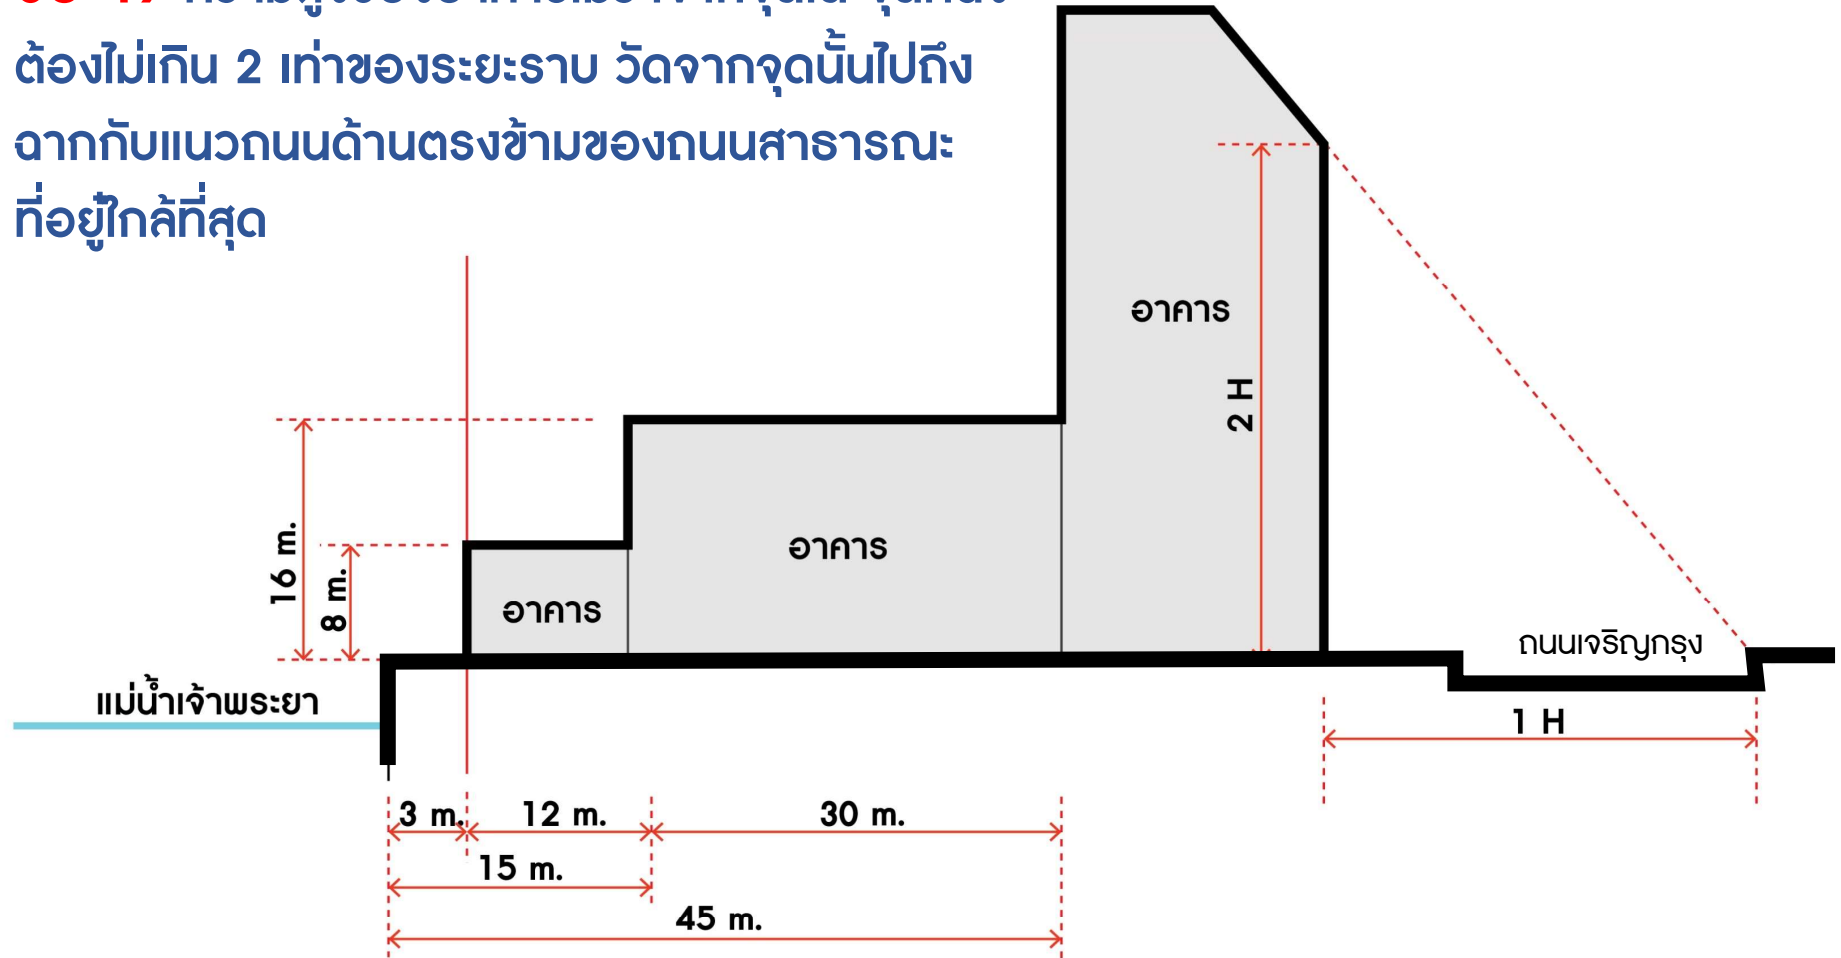 ต้องไม่เกิน 2 เท่าของระยะราบ วัดจากจุดนั้นไปถึง
ฉากกับแนวถนนด้านตรงข้ามของถนนสาธารณะ
ที่อยู่ใกล้ที่สุด
อาคาร
2 H
อาคาร
16 m.
8 m.
อาคาร
ถนนเจริญกรุง
แม่น้ำเจ้าพระยา
1 H
3 m.
12 m.
30 m.
15 m.
45 m.